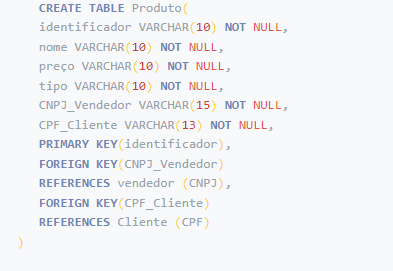 CREATE TABLE Produto(
identificador VARCHAR(10) NOT NULL,
nome VARCHAR(10) NOT NULL,
preço VARCHAR(10) NOT NULL,
tipo VARCHAR(10) NOT NULL,
CNPJ_Vendedor VARCHAR(15) NOT NULL,
CPF_Cliente VARCHAR(13) NOT NULL,
PRIMARY KEY(identificador),
FOREIGN KEY(CNPJ_Vendedor)
REFERENCES vendedor (CNPJ),
FOREIGN KEY(CPF_Cliente)
REFERENCES Cliente (CPF)
)